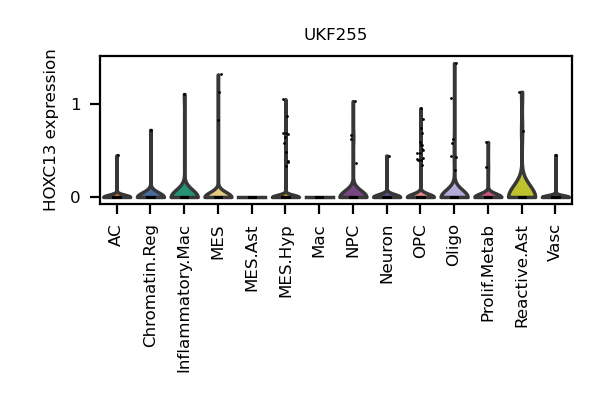 UKF255
HOXC13 expression
1
0
AC
Chromatin.Reg
Inflammatory.Mac
MES
MES.Ast
MES.Hyp
Mac
NPC
Neuron
OPC
Oligo
Prolif.Metab
Reactive.Ast
Vasc